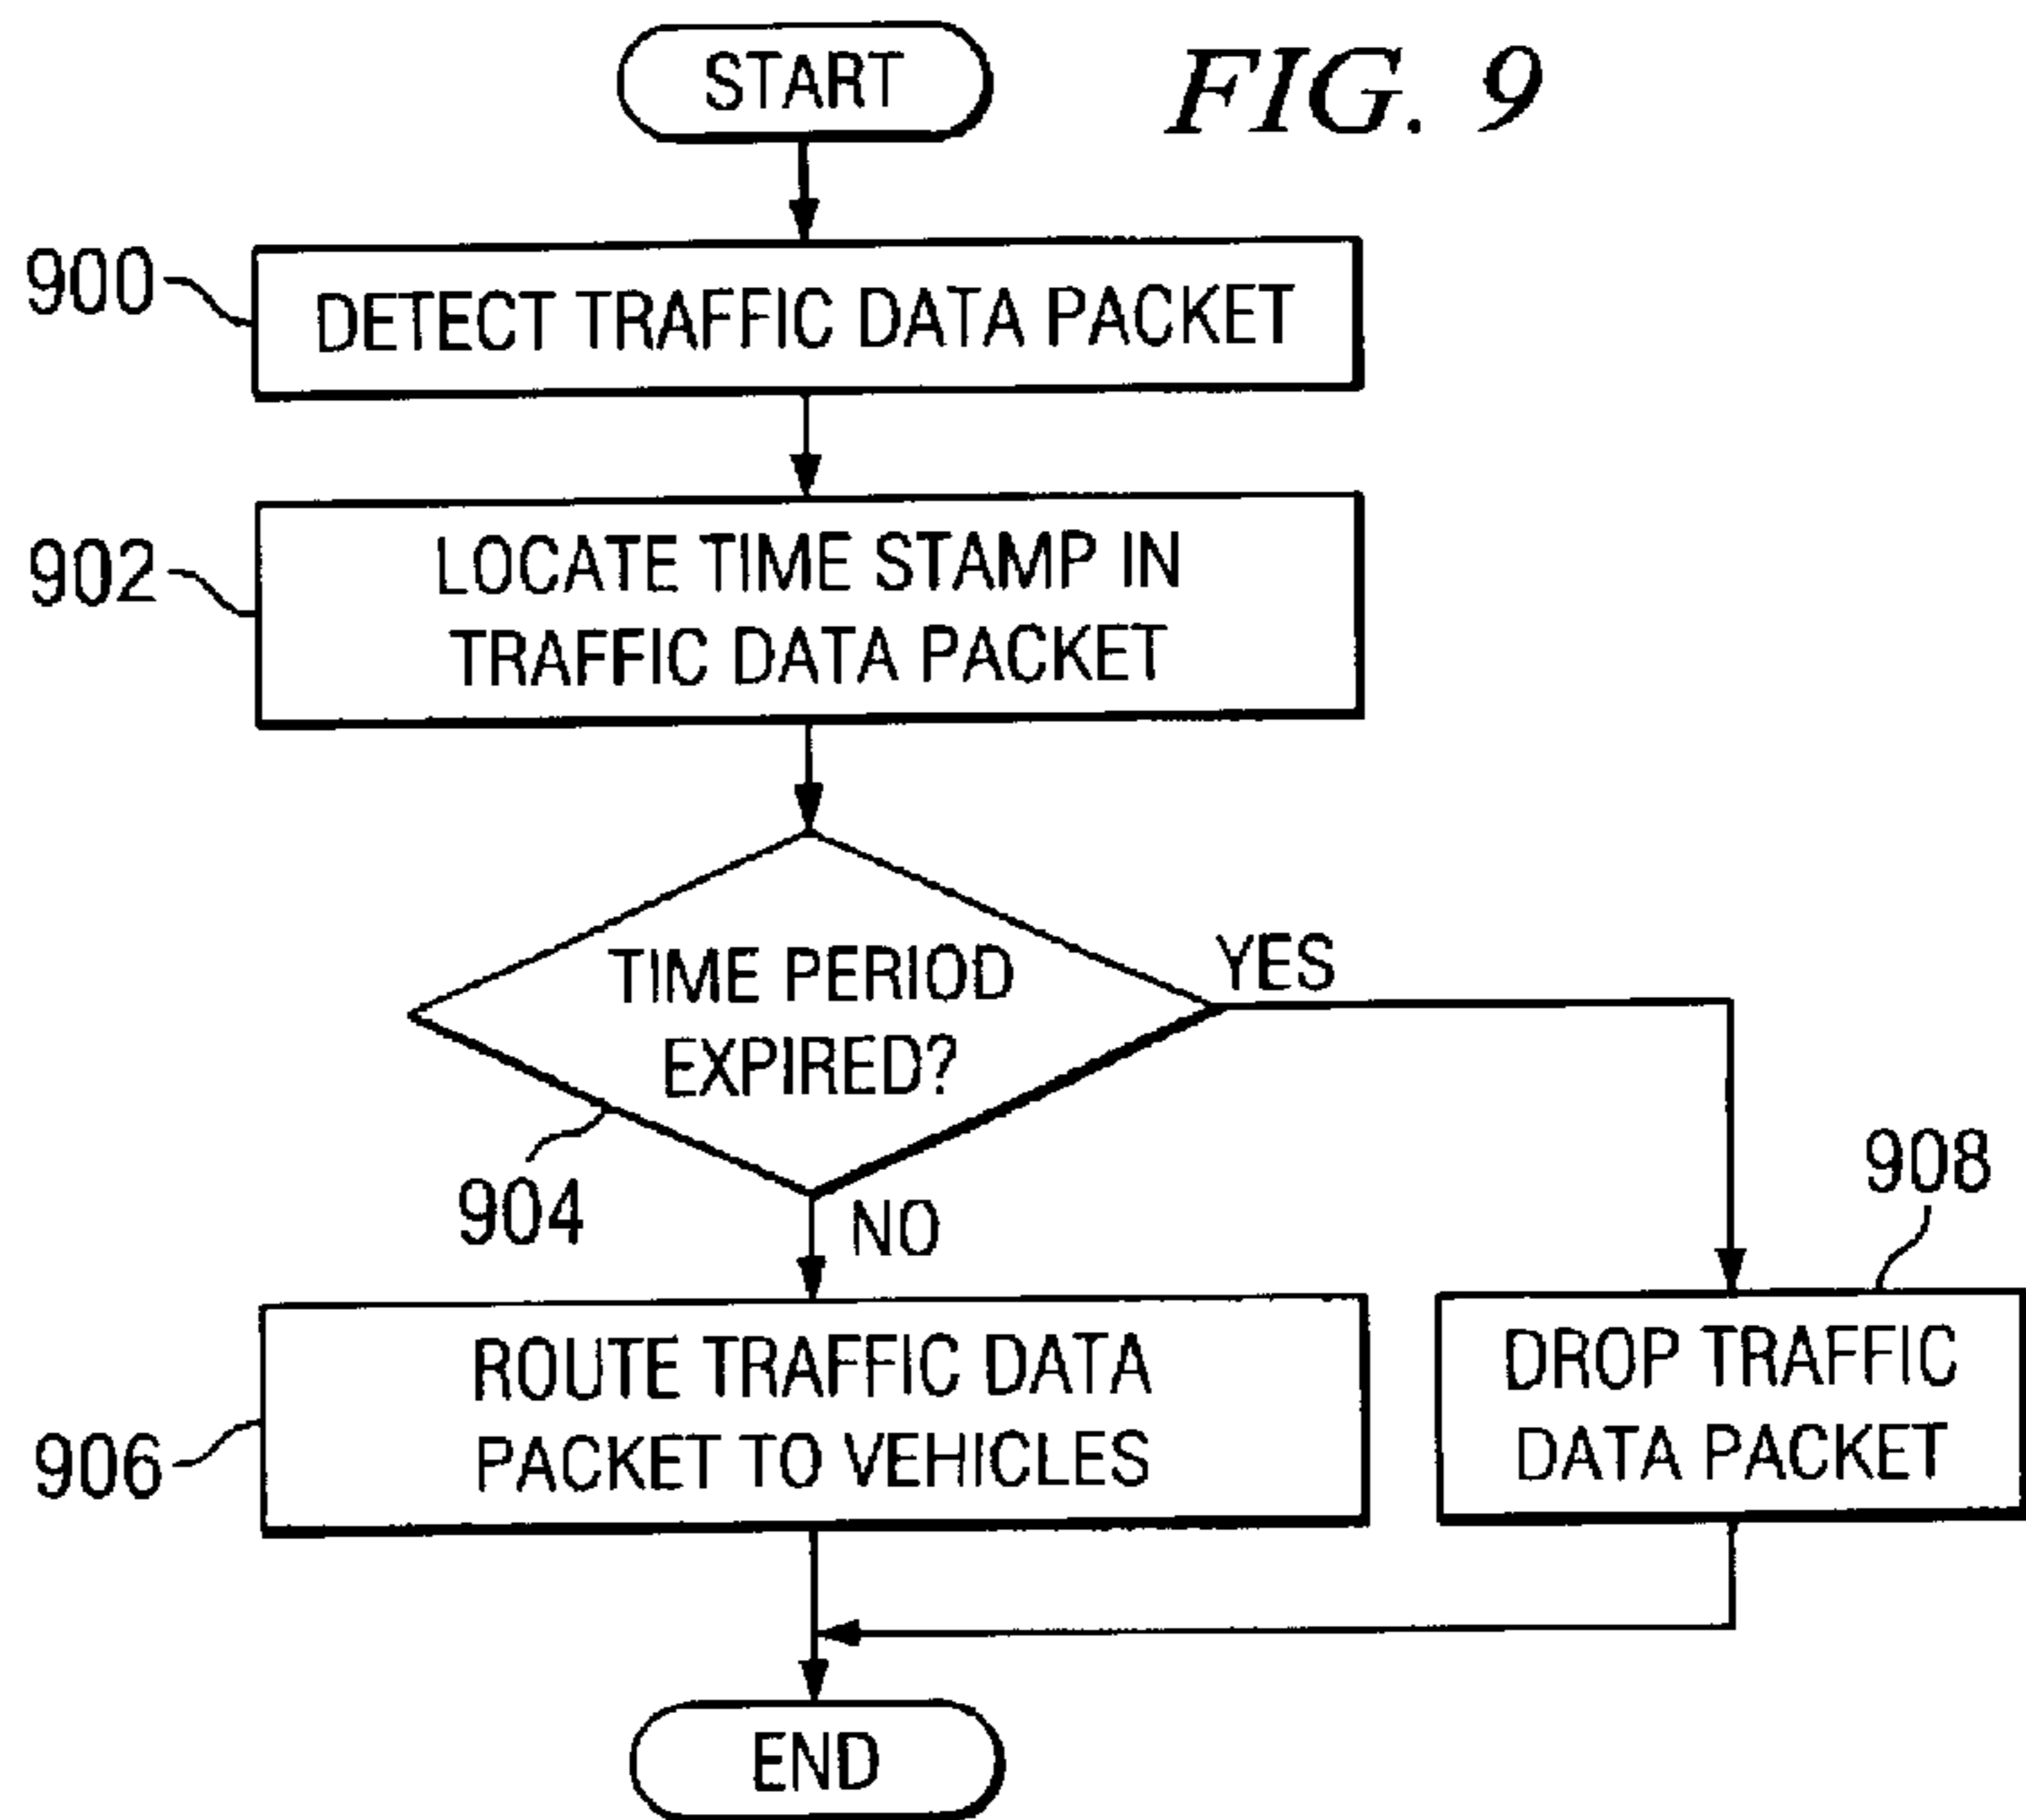 START
FIG. 9
900
DETECT TRAFFIC DATA PACKET
902
LOCATE TIME STAMP IN
TRAFFIC DATA PACKET
TIME PERIOD
EXPIRED?
YES
904
NO
908
906
ROUTE TRAFFIC DATA
PACKET TO VEHICLES
DROP TRAFFIC
DATA PACKET
END